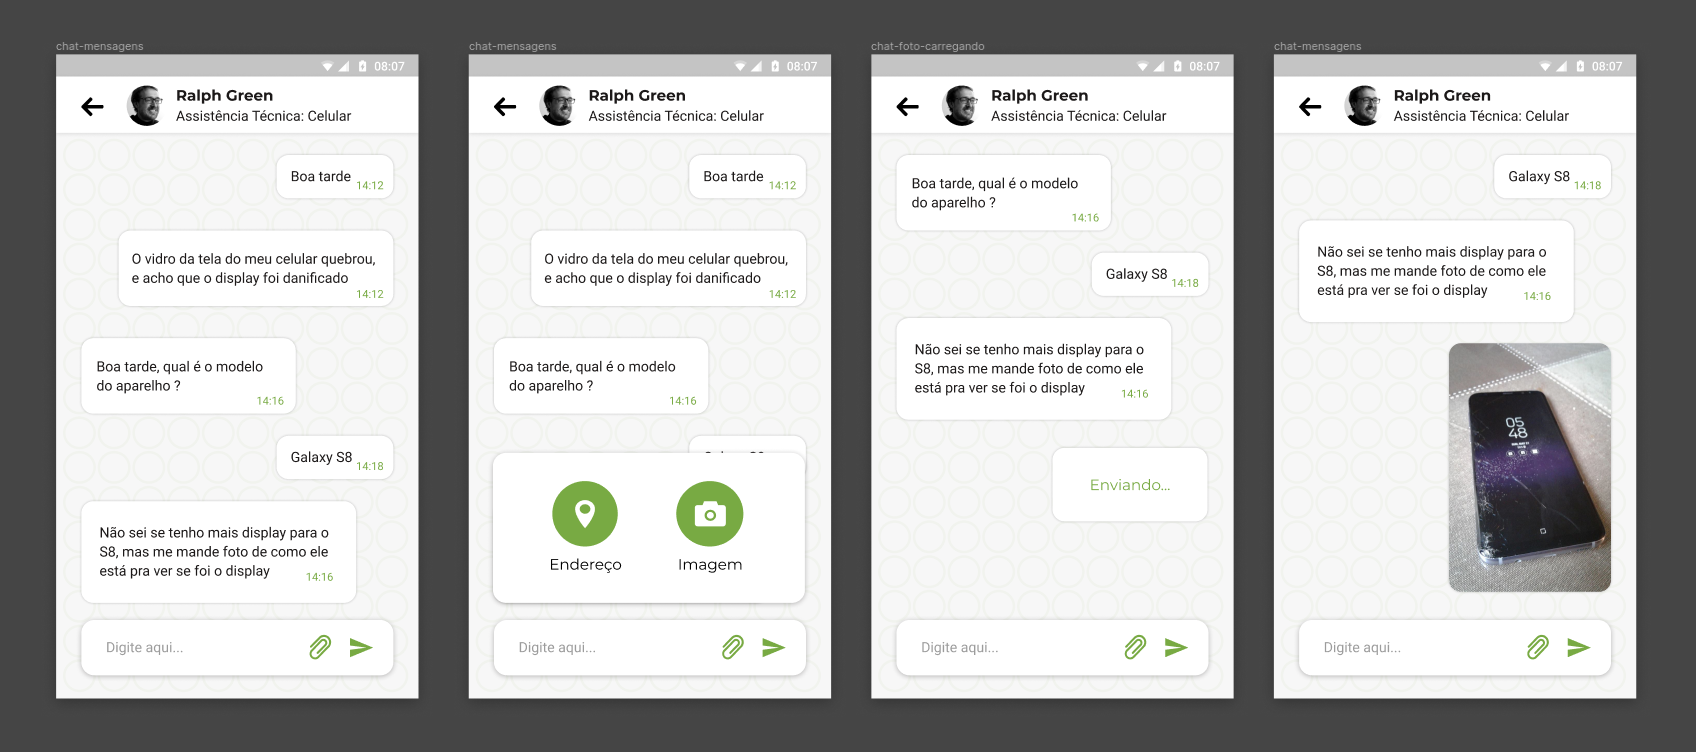 chat-mensagens
08:07
Ralph Green
Assistência Técnica: Celular
Boa tarde 14:12
O vidro da tela do meu celular quebrou,
e acho que o display foi danificado
14:12
Boa tarde, qual é o modelo
do aparelho ?
14:16
Galaxy S8 14:18
Não sei se tenho mais display para o
S8, mas me mande foto de como ele
está pra ver se foi o display 14:16
Digite aqui...
chat-mensagens
08:07
Ralph Green
Assistência Técnica: Celular
Boa tarde 14:12
O vidro da tela do meu celular quebrou,
e acho que o display foi danificado
14:12
Boa tarde, qual é o modelo
do aparelho ?
14:16
Galaxy S8
Endereço Imagem
Digite aqui...
chat-foto-carregando
08:07
Ralph Green
Assistência Técnica: Celular
Boa tarde, qual é o modelo
do aparelho ?
14:16
Galaxy S8 14:18
Não sei se tenho mais display para o
S8, mas me mande foto de como ele
está pra ver se foi o display 14:16
Enviando...
Digite aqui...
chat-mensagens
08:07
Ralph Green
Assistência Técnica: Celular
Galaxy S8 14:18
Não sei se tenho mais display para o
S8, mas me mande foto de como ele
está pra ver se foi o display 14:16
05
48
Digite aqui...